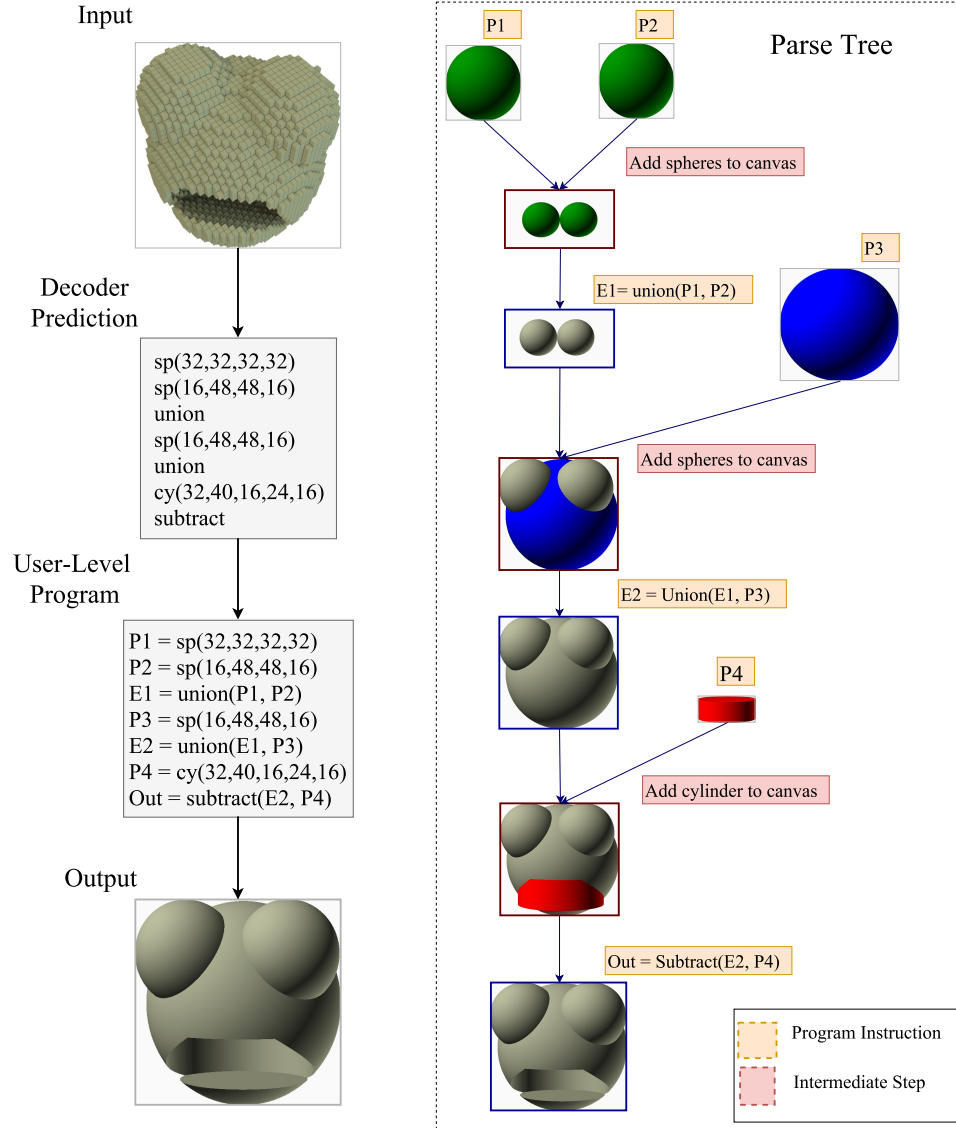 Input
Decoder
Prediction
sp(32,32,32,32)
sp(16,48,48,16)
union
sp(16,48,48,16)
union
cy(32,40,16,24,16)
subtract
User-Level
Program
P1 = sp(32,32,32,32)
P2 = sp(16,48,48,16)
E1 = union(P1, P2)
P3 = sp(16,48,48,16)
E2 = union(E1, P3)
P4 = cy(32,40,16,24,16)
Out = subtract(E2, P4)
Output
Parse Tree
P1
P2
Add spheres to canvas
P3
E1= union(P1, P2)
Add spheres to canvas
E2 = Union(E1, P3)
P4
Add cylinder to canvas
Out = Subtract(E2, P4)
Program Instruction
Intermediate Step